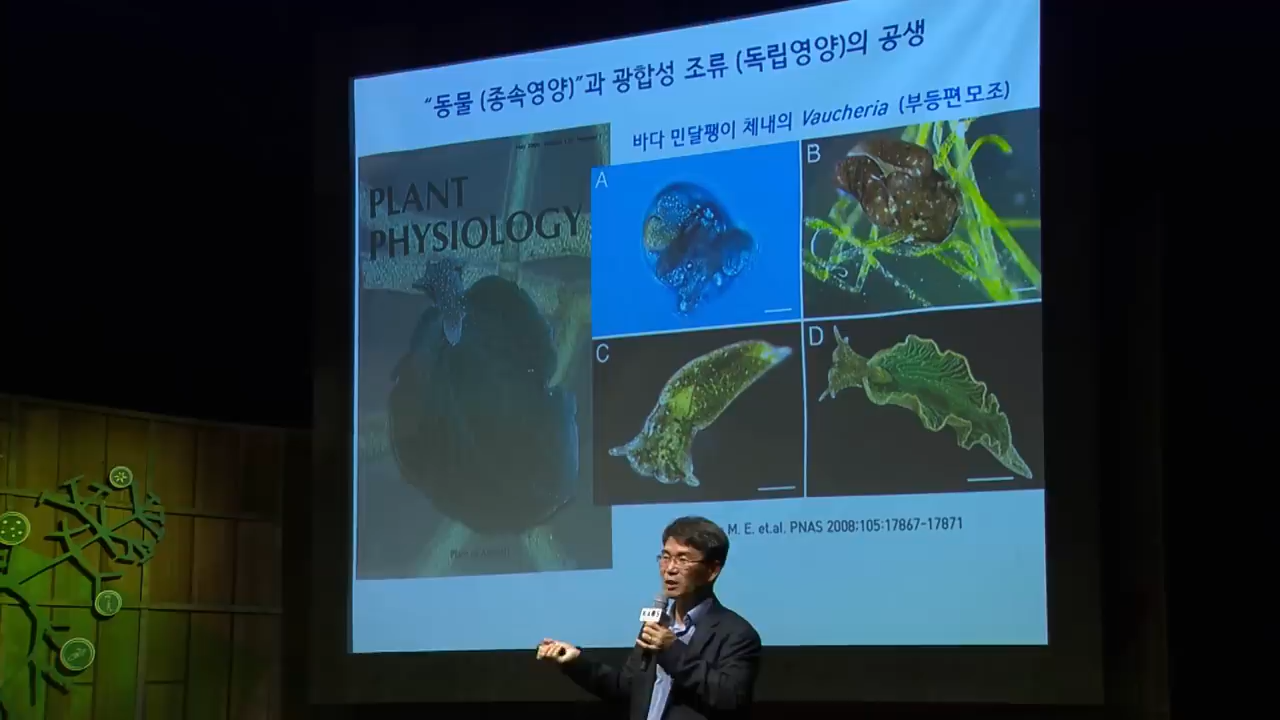 “동물 (종속영양)”과 광합성 조류 (독립영양)의 공생
바다 민달팽이 체내의 Vaucheria (부등편모조)
PLANT
PHYSIOLOGY
A
B
C
D
M. E. et.al. PNAS 2008;105:17867-17871